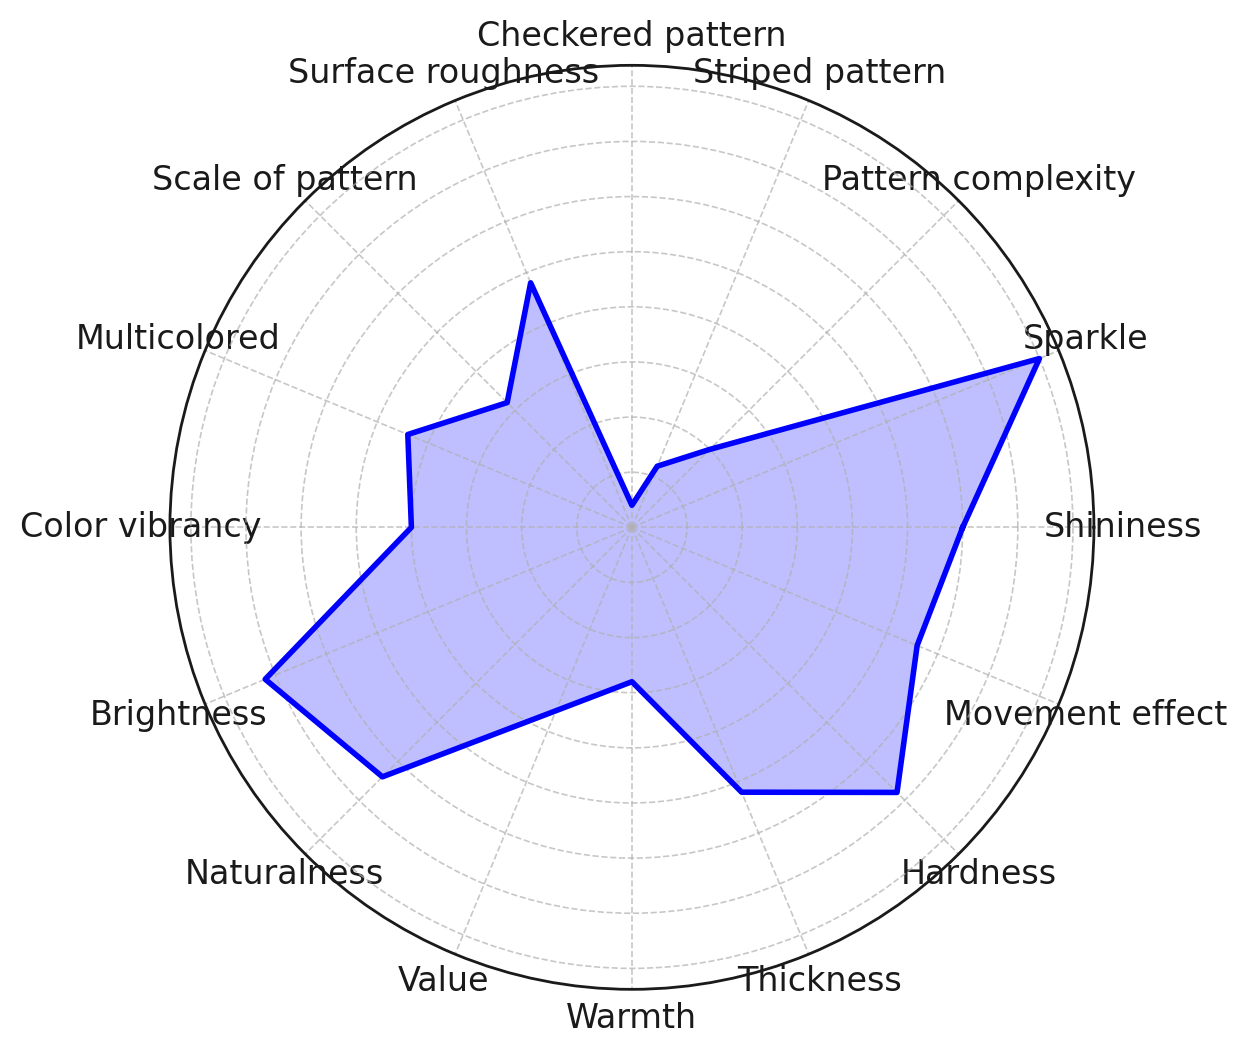 Checkered pattern
Surface roughness
Striped pattern
Scale of pattern
Pattern complexity
Multicolored
Sparkle
Color vibrancy
Shininess
Brightness
Movement effect
Naturalness
Hardness
Value
Thickness
Warmth